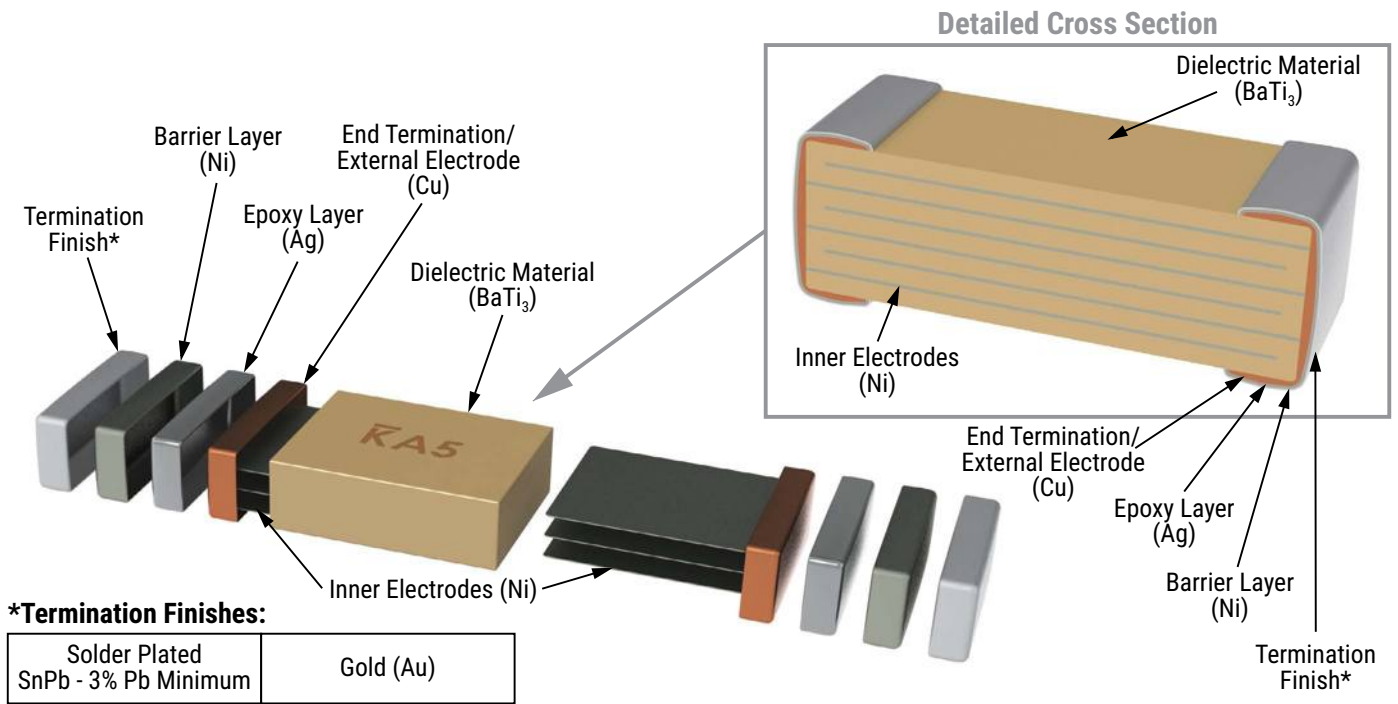 Detailed Cross Section
Dielectric Material
(BaTi₃)
Inner Electrodes
(Ni)
End Termination/
External Electrode
(Cu)
Epoxy Layer
(Ag)
Barrier Layer
(Ni)
Termination
Finish*
Termination
Finish*
Barrier Layer
(Ni)
Epoxy Layer
(Ag)
End Termination/
External Electrode
(Cu)
Dielectric Material
(BaTi₃)
KA5
Inner Electrodes (Ni)
*Termination Finishes:
Solder Plated
SnPb - 3% Pb Minimum
Gold (Au)